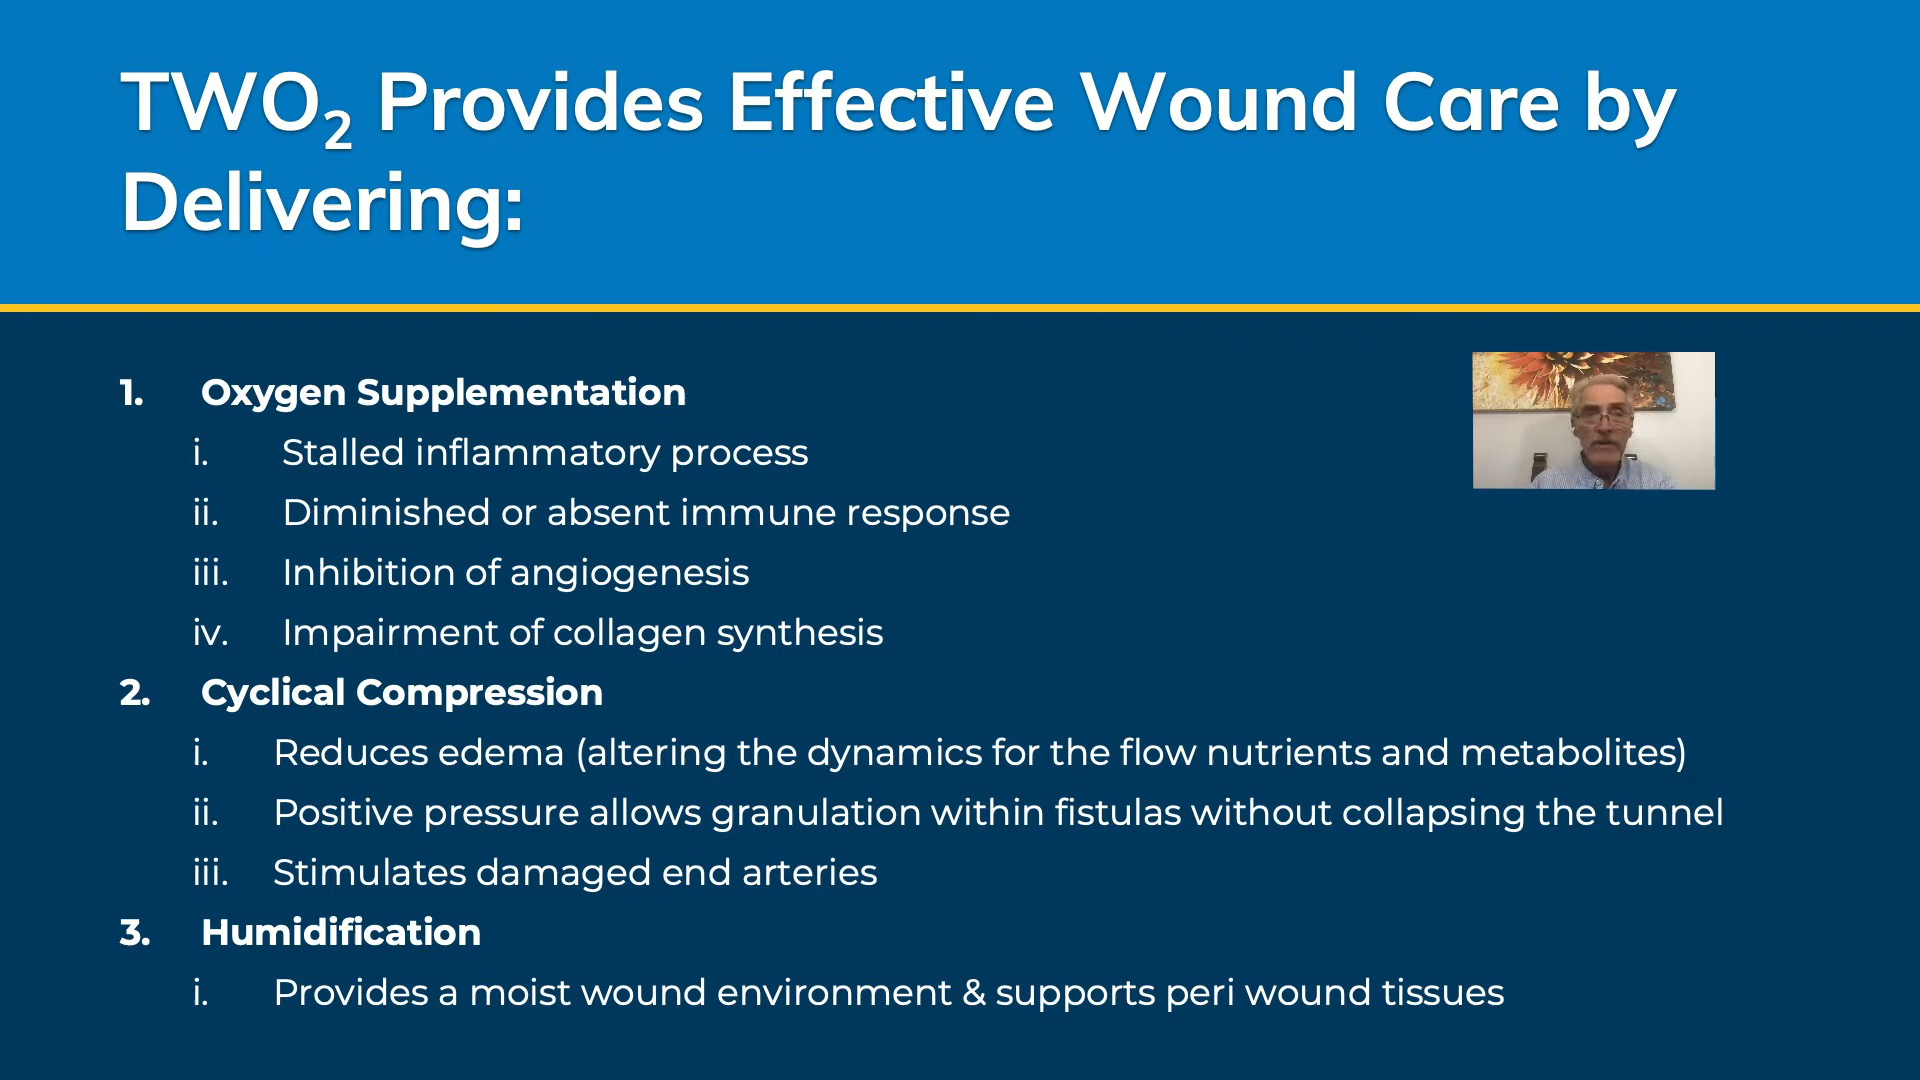 TWO₂ Provides Effective Wound Care by
Delivering:
1. Oxygen Supplementation
i. Stalled inflammatory process
ii. Diminished or absent immune response
iii. Inhibition of angiogenesis
iv. Impairment of collagen synthesis
2. Cyclical Compression
i. Reduces edema (altering the dynamics for the flow nutrients and metabolites)
ii. Positive pressure allows granulation within fistulas without collapsing the tunnel
iii. Stimulates damaged end arteries
3. Humidification
i. Provides a moist wound environment & supports peri wound tissues